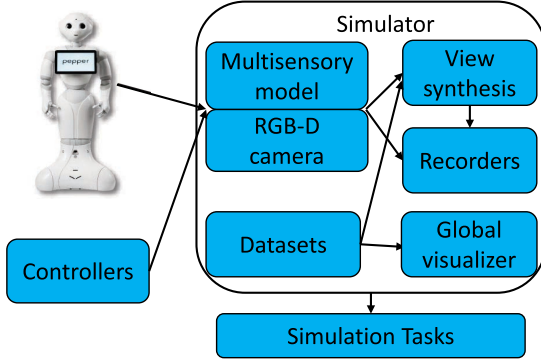 Simulator
pepper
Multisensory
model
RGB-D
camera
View
synthesis
Recorders
Datasets
Global
visualizer
Controllers
Simulation Tasks